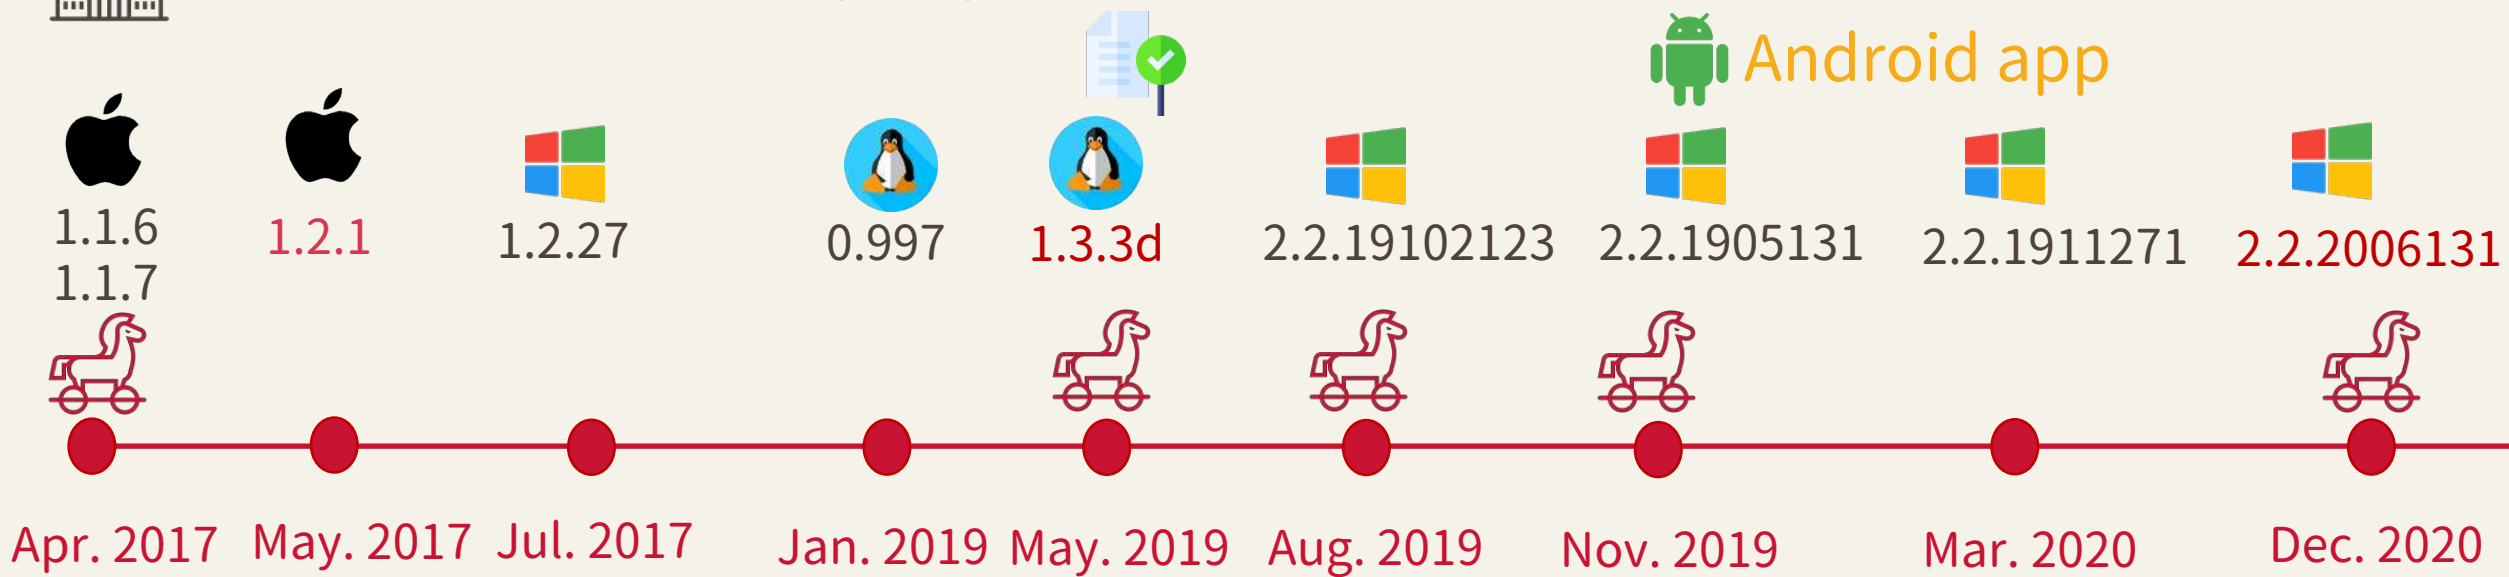 Android app
1.1.6
1.1.7
1.2.1
1.2.27
0.997
1.3.3d
2.2.19102123
2.2.1905131
2.2.1911271
2.2.2006131
Apr. 2017
May. 2017
Jul. 2017
Jan. 2019
May. 2019
Aug. 2019
Nov. 2019
Mar. 2020
Dec. 2020